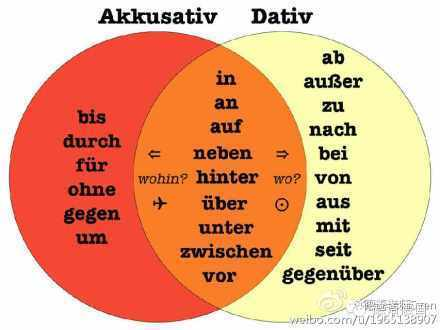 Akkusativ Dativ
bis
durch
für
ohne
gegen
um
in
an
auf
neben
hinter
über
unter
zwischen
vor
⇐
wohin?
✈
⇒
wo?
⊙
ab
außer
zu
nach
bei
von
aus
mit
seit
gegenüber
weibo.com/u/1965138907